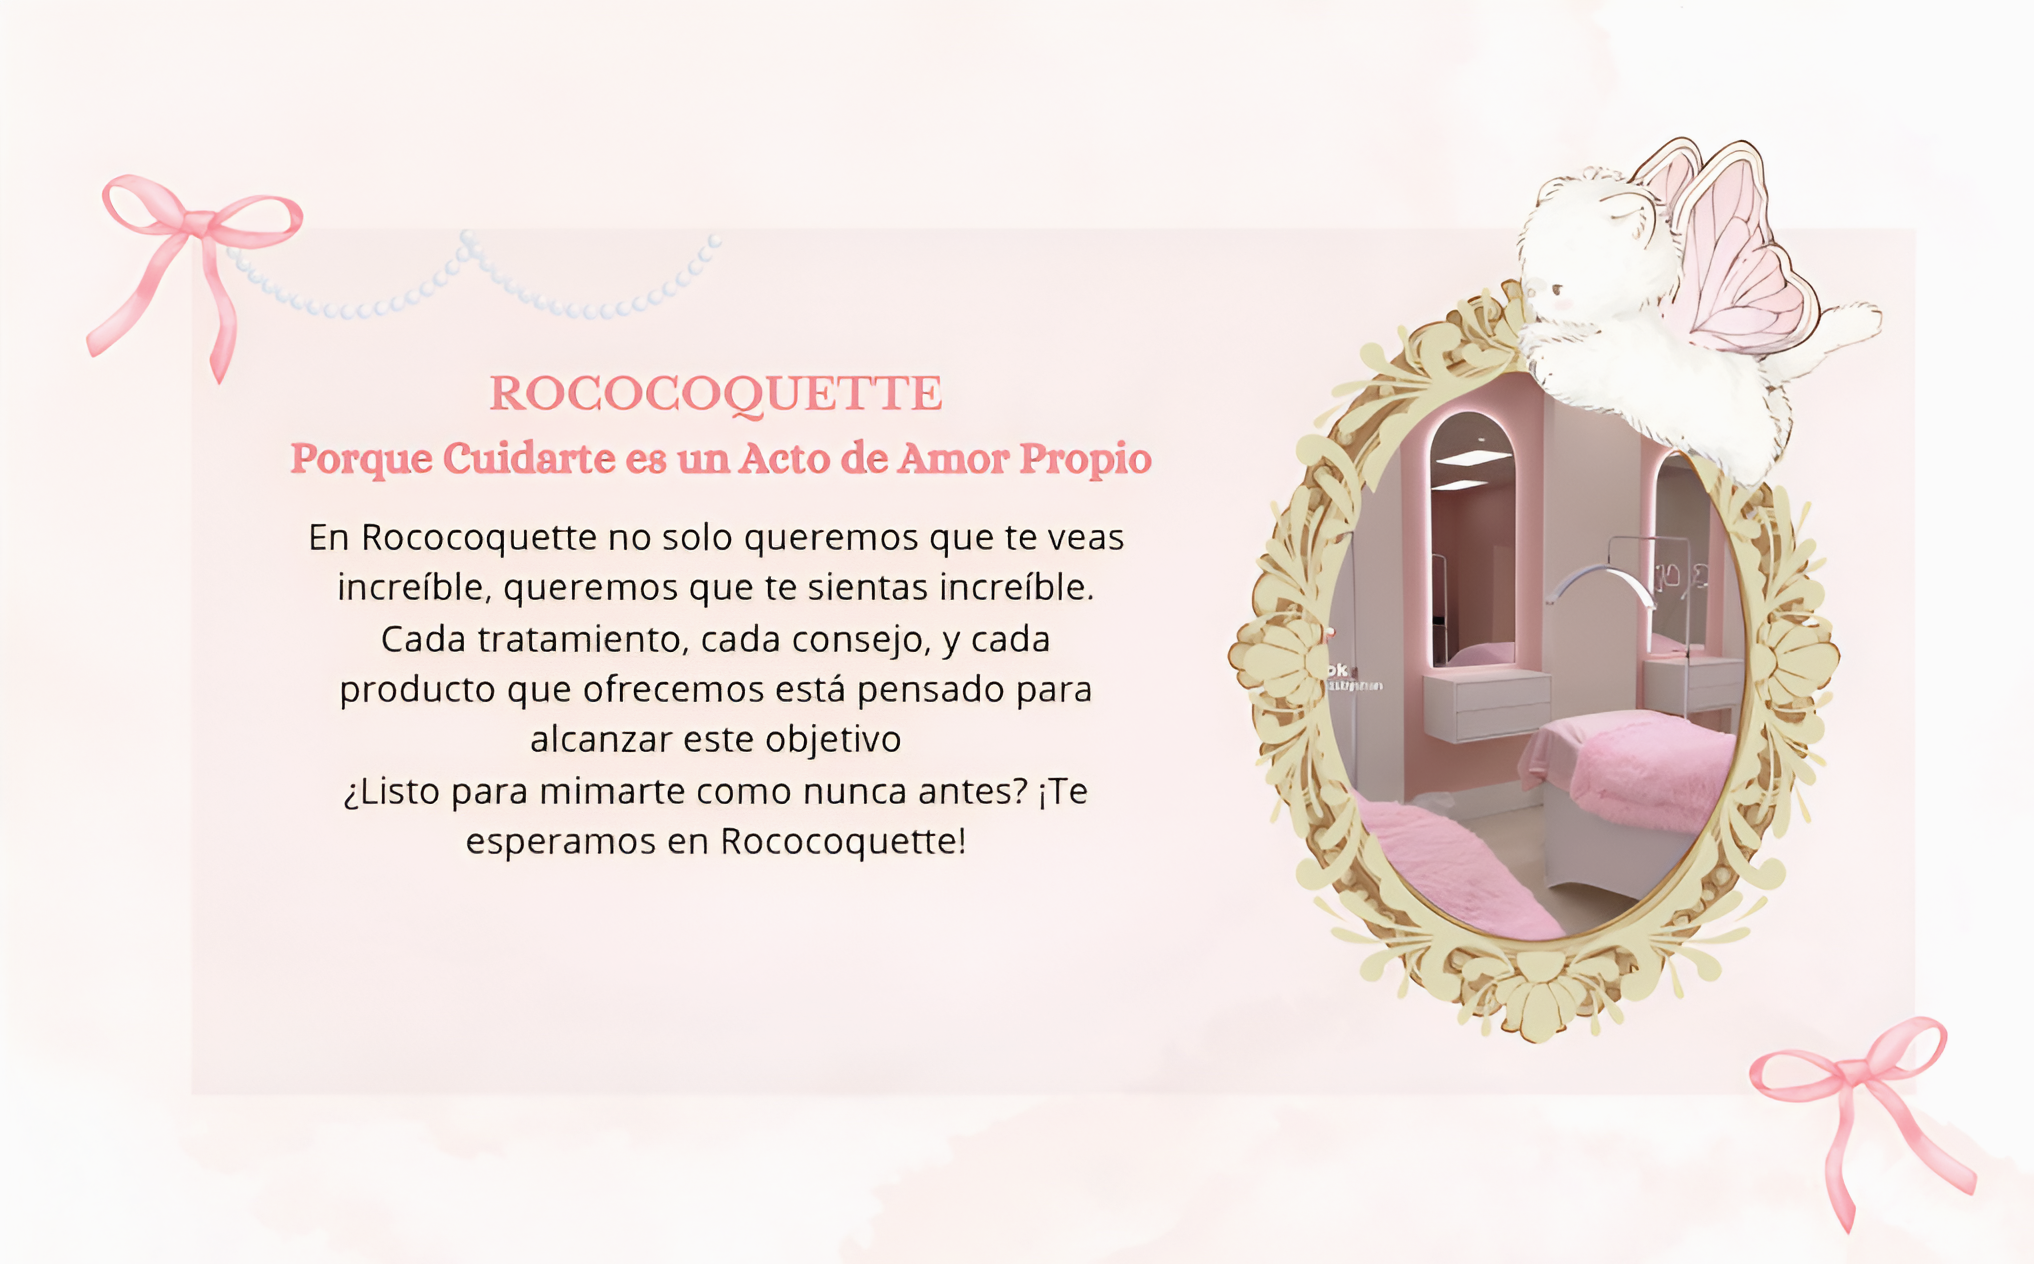 ROCOCOQUETTE
Porque Cuidarte es un Acto de Amor Propio
En Rococoquette no solo queremos que te veas
increíble, queremos que te sientas increíble.
Cada tratamiento, cada consejo, y cada
producto que ofrecemos está pensado para
alcanzar este objetivo
¿Listo para mimarte como nunca antes? ¡Te
esperamos en Rococoquette!
ok